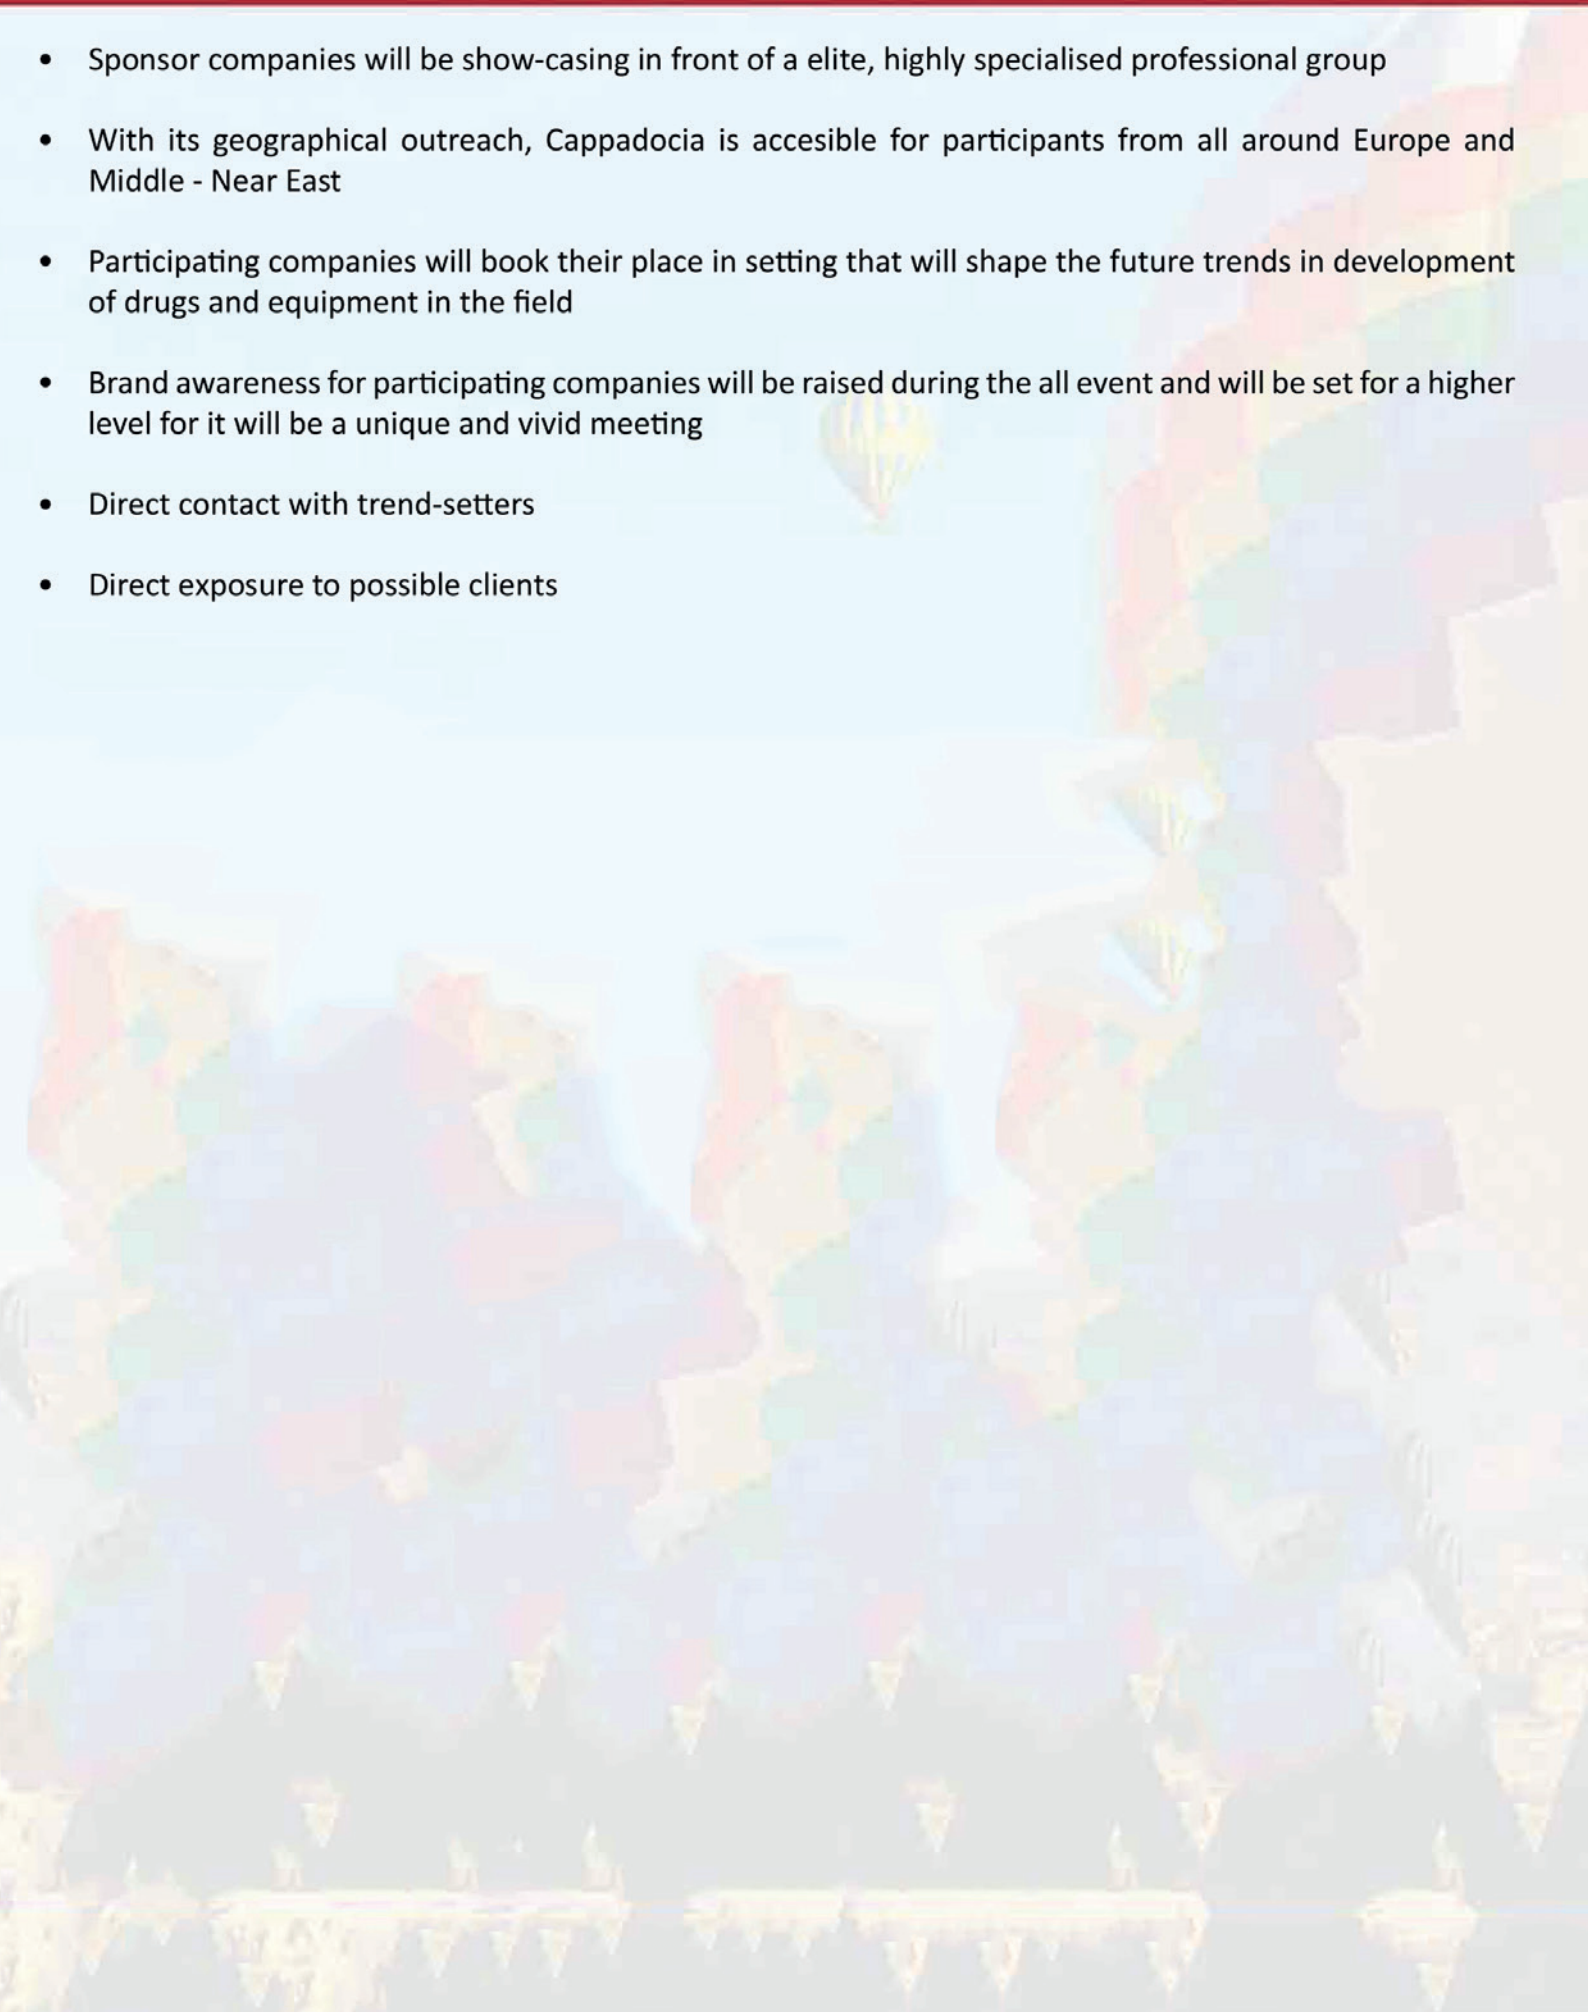 • Sponsor companies will be show-casing in front of a elite, highly specialised professional group
• With its geographical outreach, Cappadocia is accesible for participants from all around Europe and
Middle - Near East
• Participating companies will book their place in setting that will shape the future trends in development
of drugs and equipment in the field
• Brand awareness for participating companies will be raised during the all event and will be set for a higher
level for it will be a unique and vivid meeting
• Direct contact with trend-setters
• Direct exposure to possible clients